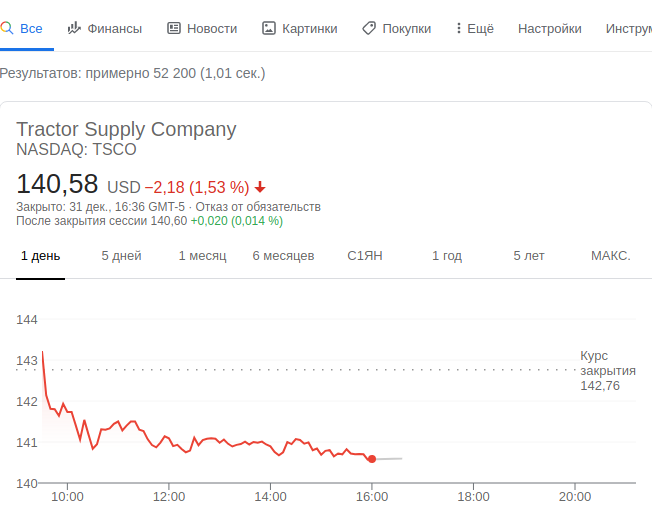 Все Финансы Новости Картинки Покупки Ещё Настройки Инструм
Результатов: примерно 52 200 (1,01 сек.)
Tractor Supply Company
NASDAQ: TSCO
140,58 USD −2,18 (1,53 %)
Закрыто: 31 дек., 16:36 GMT-5 · Отказ от обязательств
После закрытия сессии 140,60 +0,020 (0,014 %)
1 день 5 дней 1 месяц 6 месяцев С1ЯН 1 год 5 лет МАКС.
144
143
142
141
140
Курс
закрытия
142,76
10:00 12:00 14:00 16:00 18:00 20:00